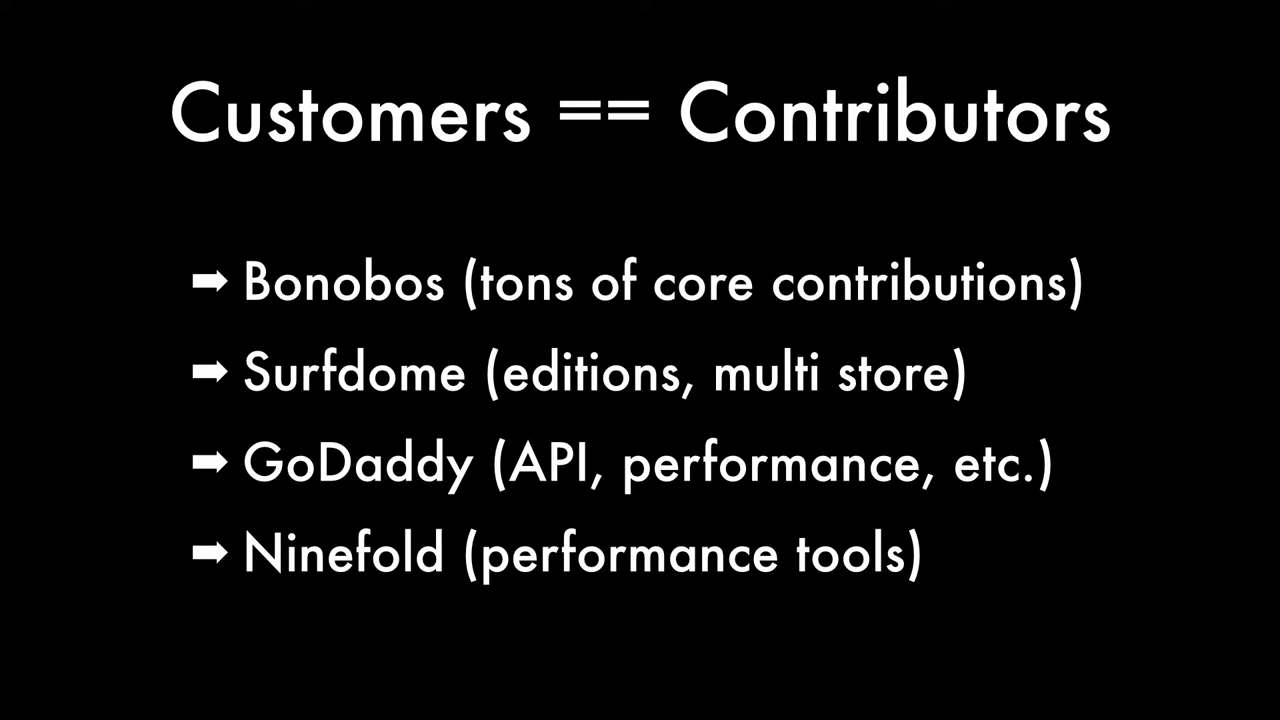 Customers == Contributors
➡ Bonobos (tons of core contributions)
➡ Surfdome (editions, multi store)
➡ GoDaddy (API, performance, etc.)
➡ Ninefold (performance tools)